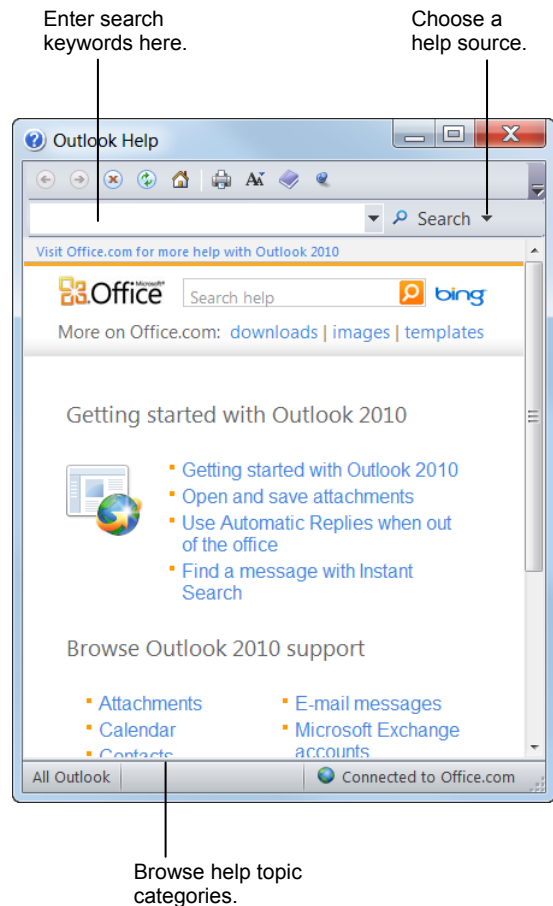 Enter search
keywords here.
Choose a
help source.
Outlook Help
Search
Visit Office.com for more help with Outlook 2010
Microsoft®
Office
Search help
bing
More on Office.com: downloads | images | templates
Getting started with Outlook 2010
Getting started with Outlook 2010
Open and save attachments
Use Automatic Replies when out
of the office
Find a message with Instant
Search
Browse Outlook 2010 support
Attachments
E-mail messages
Calendar
Microsoft Exchange
accounts
Contacts
All Outlook
Connected to Office.com
Browse help topic
categories.